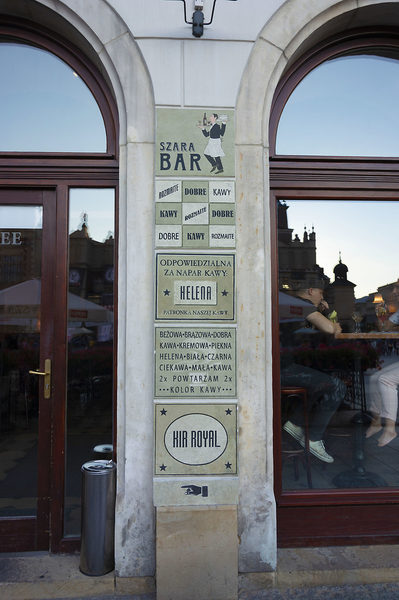 SZARA
BAR
ROZMAITE DOBRE KAWY
KAWY ROZMAITE DOBRE
DOBRE KAWY ROZMAITE
ODPOWIEDZIALNA
ZA NAPAR KAWY:
HELENA
PATRONKA NASZEJ KAWY
BEŻOWA•BRĄZOWA•DOBRA
KAWA•KREMOWA•PIĘKNA
HELENA•BIAŁA•CZARNA
CIEKAWA•MAŁA•KAWA
2x POWTARZAM 2x
•••KOLOR KAWY•••
KIR ROYAL
EE